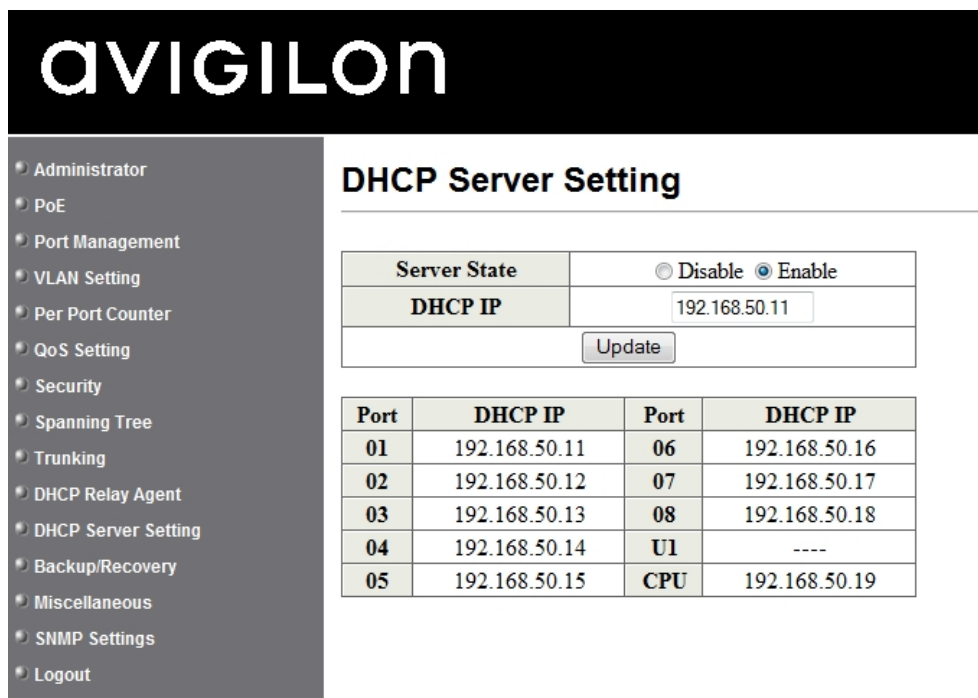 avigilon
Administrator
PoE
Port Management
VLAN Setting
Per Port Counter
QoS Setting
Security
Spanning Tree
Trunking
DHCP Relay Agent
DHCP Server Setting
Backup/Recovery
Miscellaneous
SNMP Settings
Logout
DHCP Server Setting
Server State Disable Enable
DHCP IP 192.168.50.11
Update
Port DHCP IP Port DHCP IP
01 192.168.50.11 06 192.168.50.16
02 192.168.50.12 07 192.168.50.17
03 192.168.50.13 08 192.168.50.18
04 192.168.50.14 U1 ----
05 192.168.50.15 CPU 192.168.50.19